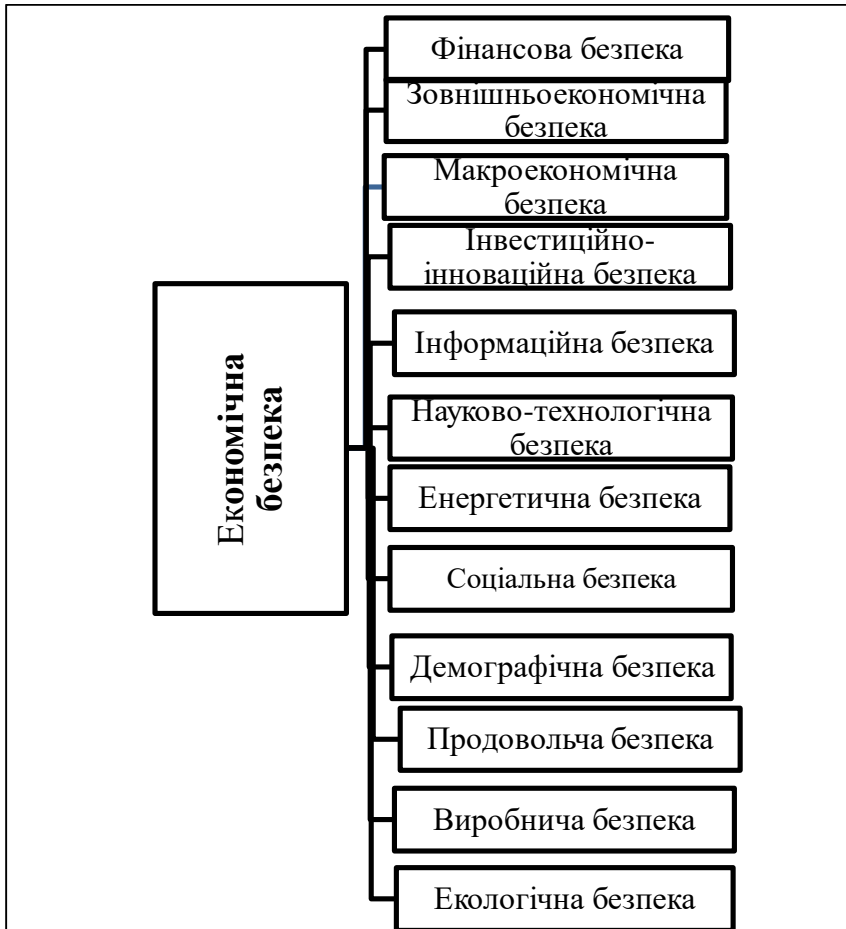 Економічна
безпека
Фінансова безпека
Зовнішньоекономічна
безпека
Макроекономічна
безпека
Інвестиційно-
інноваційна безпека
Інформаційна безпека
Науково-технологічна
безпека
Енергетична безпека
Соціальна безпека
Демографічна безпека
Продовольча безпека
Виробнича безпека
Екологічна безпека